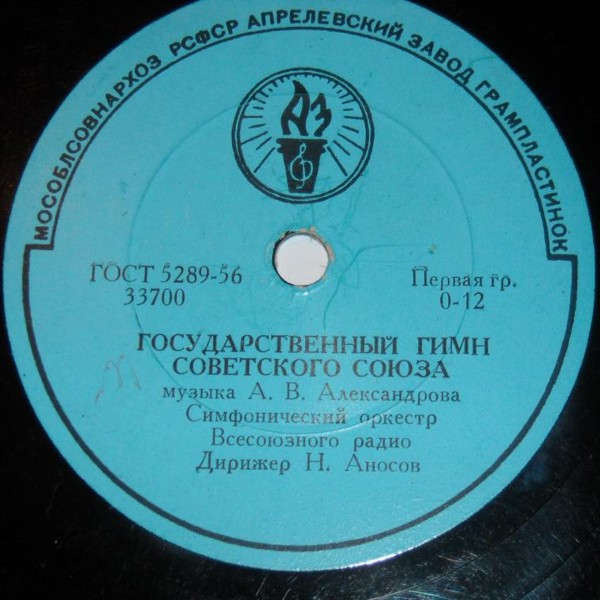 МОСОБЛСОВНАРХОЗ РСФСР АПРЕЛЕВСКИЙ ЗАВОД ГРАМПЛАСТИНОК
АЗ
ГОСТ 5289-56
33700
Первая гр.
0-12
ГОСУДАРСТВЕННЫЙ ГИМН
СОВЕТСКОГО СОЮЗА
музыка А. В. Александрова
Симфонический оркестр
Всесоюзного радио
Дирижер Н. Аносов